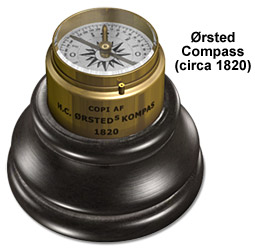 Ørsted
Compass
(circa 1820)
COPI AF
H.C. ØRSTEDS KOMPAS
1820